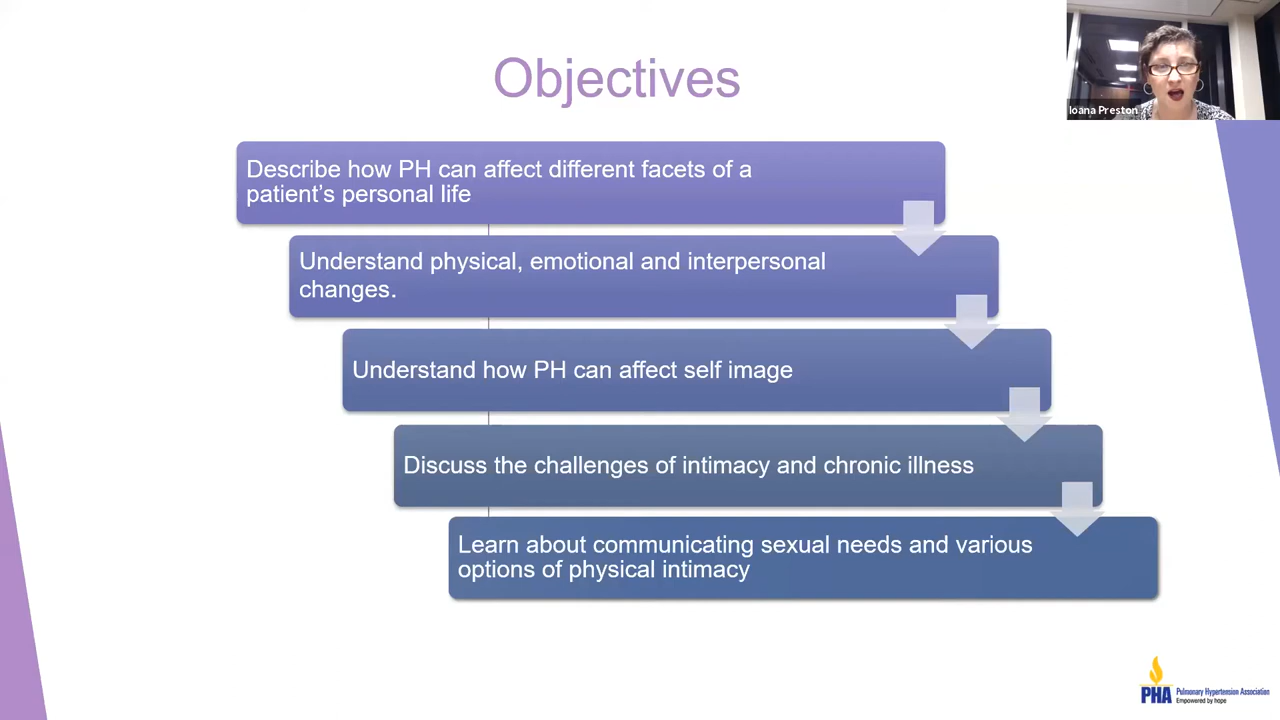 Objectives
Ioana Preston
Describe how PH can affect different facets of a
patient's personal life
Understand physical, emotional and interpersonal
changes.
Understand how PH can affect self image
Discuss the challenges of intimacy and chronic illness
Learn about communicating sexual needs and various
options of physical intimacy
PHA
Pulmonary Hypertension Association
Empowered by hope